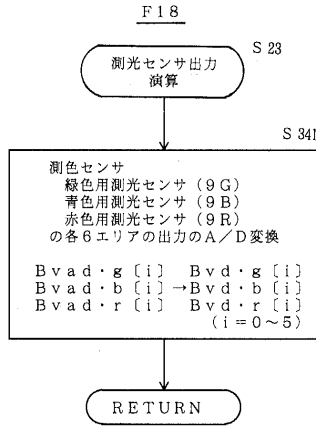 F18
S 23
測光センサ出力
演算
S 34M
測色センサ
緑色用測光センサ(9G)
青色用測光センサ(9B)
赤色用測光センサ(9R)
の各6エリアの出力のA/D変換
Bvad・g〔i〕 Bvd・g〔i〕
Bvad・b〔i〕→Bvd・b〔i〕
Bvad・r〔i〕 Bvd・r〔i〕
(i=0~5)
RETURN